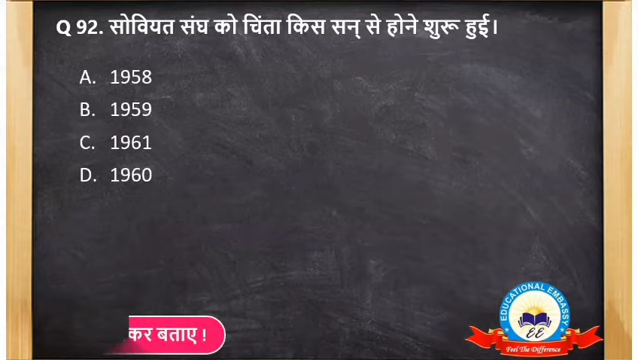 Q 92. सोवियत संघ को चिंता किस सन् से होने शुरू हुई।
A. 1958
B. 1959
C. 1961
D. 1960
कर बताए !
EDUCATIONAL EMBASSY
EE
Feel The Difference